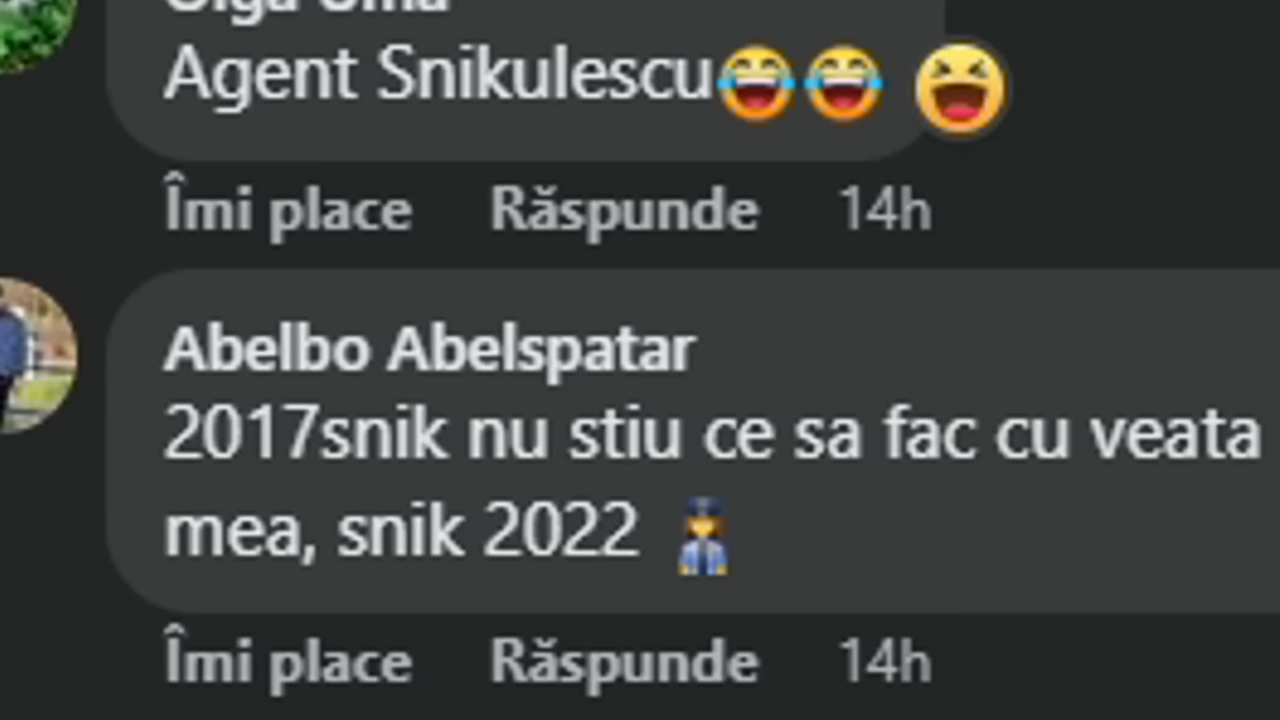 Agent Snikulescu😂😂 😆
Îmi place Răspunde 14h
Abelbo Abelspatar
2017snik nu stiu ce sa fac cu veata
mea, snik 2022 👮‍♀️
Îmi place Răspunde 14h